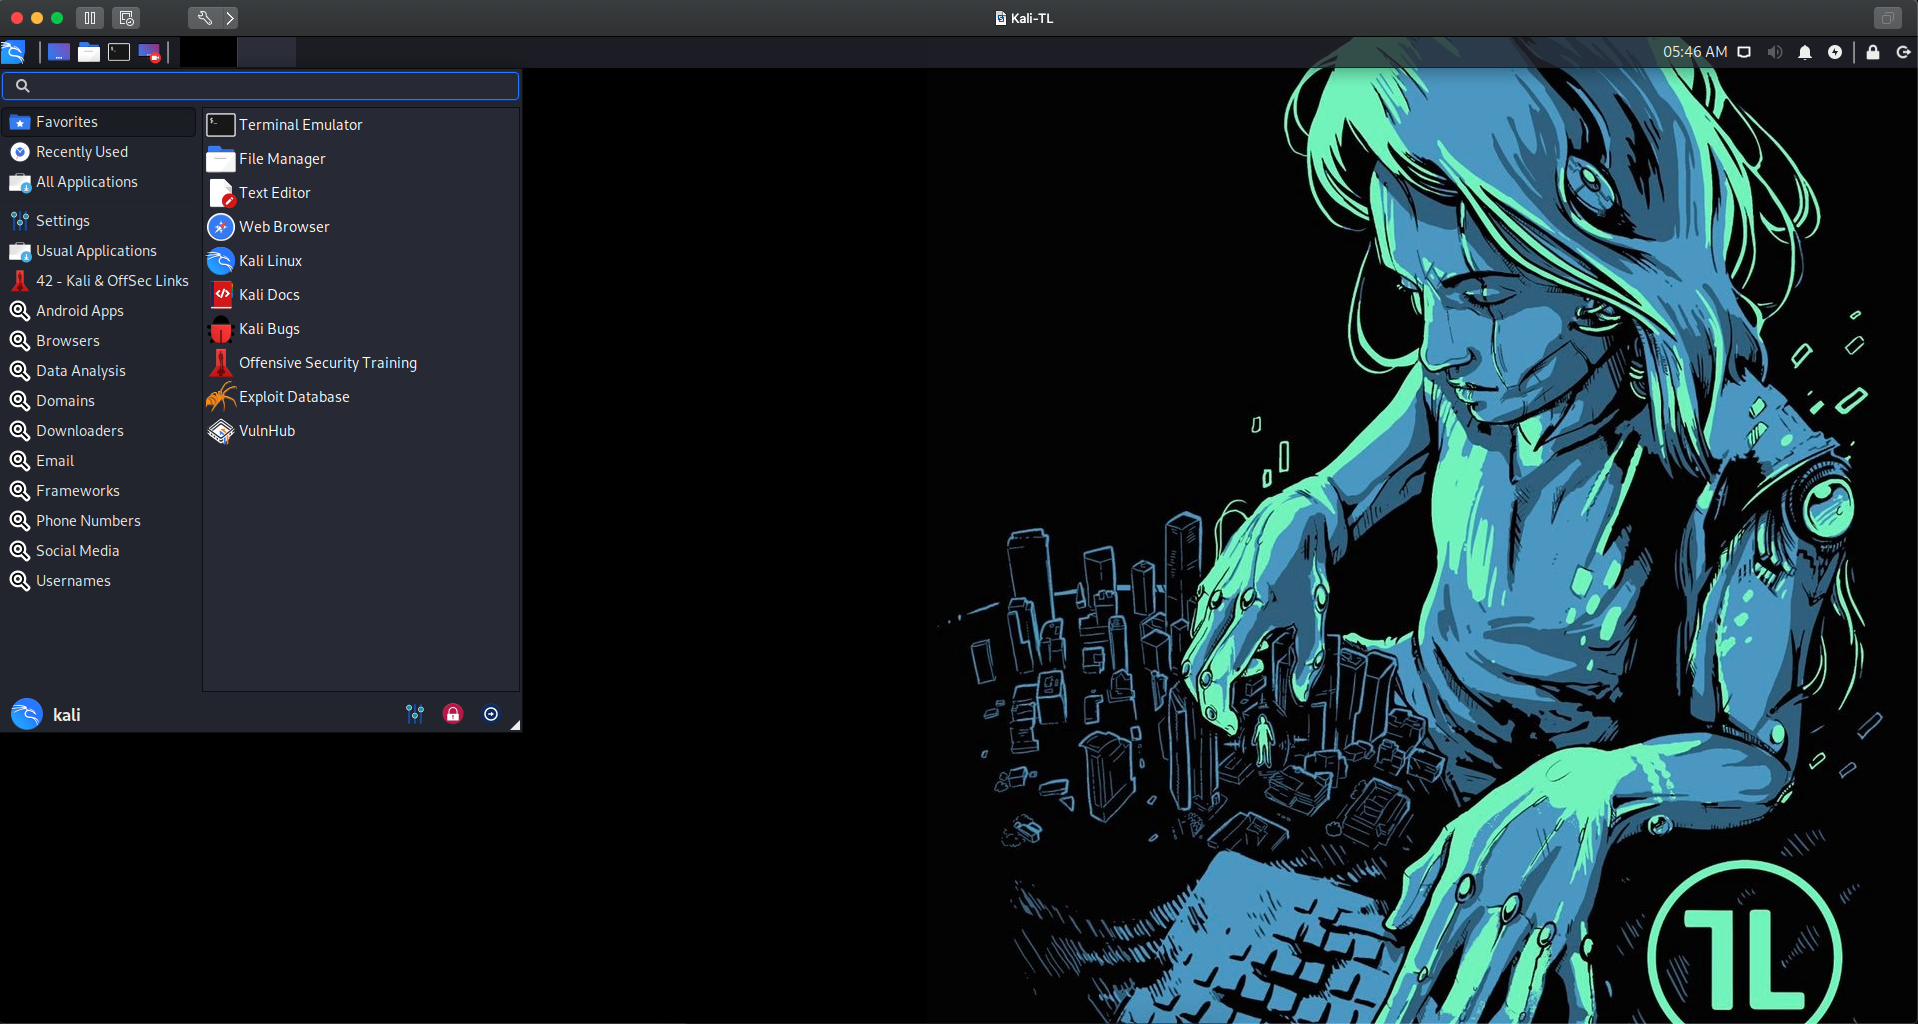 Kali-TL
05:46 AM
Favorites
Recently Used
All Applications
Settings
Usual Applications
42 - Kali & OffSec Links
Android Apps
Browsers
Data Analysis
Domains
Downloaders
Email
Frameworks
Phone Numbers
Social Media
Usernames
Terminal Emulator
File Manager
Text Editor
Web Browser
Kali Linux
Kali Docs
Kali Bugs
Offensive Security Training
Exploit Database
VulnHub
kali
TL